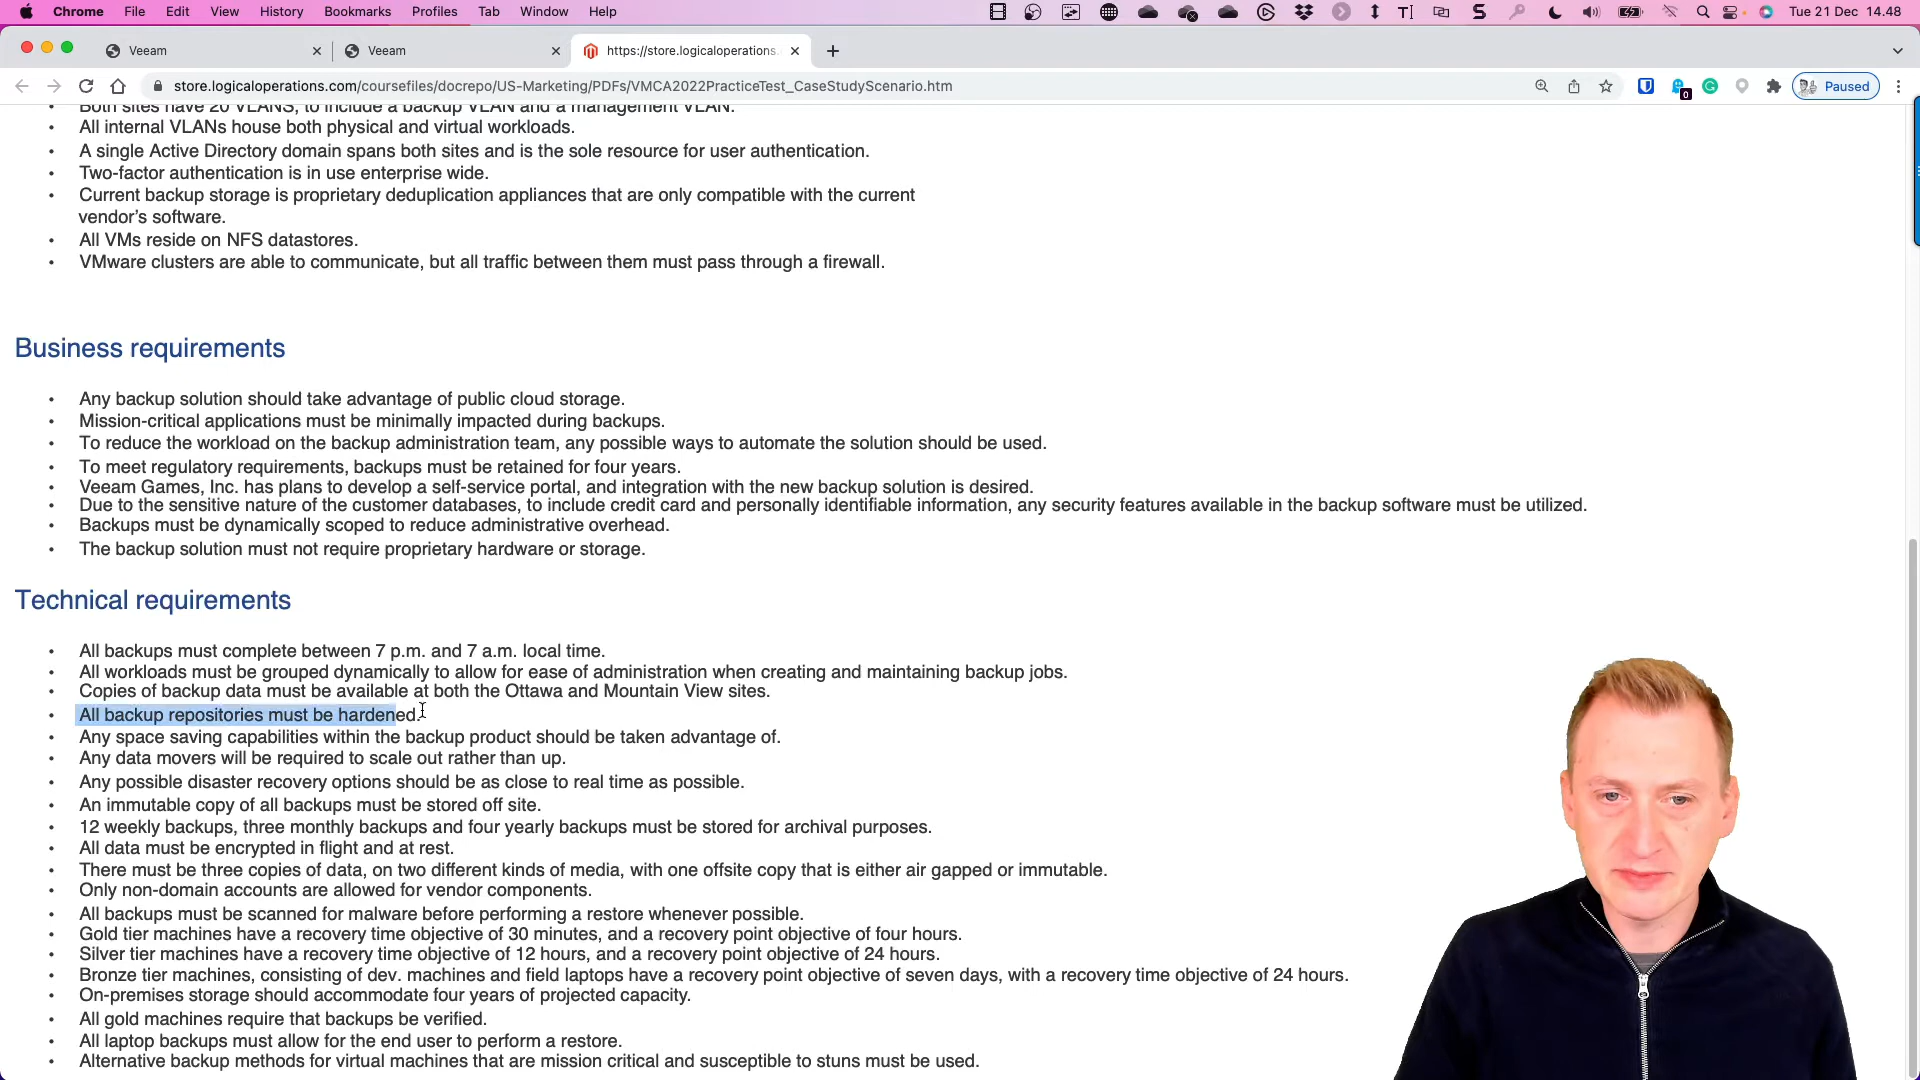 Chrome File Edit View History Bookmarks Profiles Tab Window Help Tue 21 Dec 14.48
Veeam Veeam https://store.logicaloperations.
store.logicaloperations.com/coursefiles/docrepo/US-Marketing/PDFs/VMCA2022PracticeTest_CaseStudyScenario.htm 0 Paused
• Both sites have 20 VLANS, to include a backup VLAN and a management VLAN.
• All internal VLANs house both physical and virtual workloads.
• A single Active Directory domain spans both sites and is the sole resource for user authentication.
• Two-factor authentication is in use enterprise wide.
• Current backup storage is proprietary deduplication appliances that are only compatible with the current
vendor's software.
• All VMs reside on NFS datastores.
• VMware clusters are able to communicate, but all traffic between them must pass through a firewall.
Business requirements
• Any backup solution should take advantage of public cloud storage.
• Mission-critical applications must be minimally impacted during backups.
• To reduce the workload on the backup administration team, any possible ways to automate the solution should be used.
• To meet regulatory requirements, backups must be retained for four years.
• Veeam Games, Inc. has plans to develop a self-service portal, and integration with the new backup solution is desired.
• Due to the sensitive nature of the customer databases, to include credit card and personally identifiable information, any security features available in the backup software must be utilized.
• Backups must be dynamically scoped to reduce administrative overhead.
• The backup solution must not require proprietary hardware or storage.
Technical requirements
• All backups must complete between 7 p.m. and 7 a.m. local time.
• All workloads must be grouped dynamically to allow for ease of administration when creating and maintaining backup jobs.
• Copies of backup data must be available at both the Ottawa and Mountain View sites.
• All backup repositories must be hardened.
• Any space saving capabilities within the backup product should be taken advantage of.
• Any data movers will be required to scale out rather than up.
• Any possible disaster recovery options should be as close to real time as possible.
• An immutable copy of all backups must be stored off site.
• 12 weekly backups, three monthly backups and four yearly backups must be stored for archival purposes.
• All data must be encrypted in flight and at rest.
• There must be three copies of data, on two different kinds of media, with one offsite copy that is either air gapped or immutable.
• Only non-domain accounts are allowed for vendor components.
• All backups must be scanned for malware before performing a restore whenever possible.
• Gold tier machines have a recovery time objective of 30 minutes, and a recovery point objective of four hours.
• Silver tier machines have a recovery time objective of 12 hours, and a recovery point objective of 24 hours.
• Bronze tier machines, consisting of dev. machines and field laptops have a recovery point objective of seven days, with a recovery time objective of 24 hours.
• On-premises storage should accommodate four years of projected capacity.
• All gold machines require that backups be verified.
• All laptop backups must allow for the end user to perform a restore.
• Alternative backup methods for virtual machines that are mission critical and susceptible to stuns must be used.